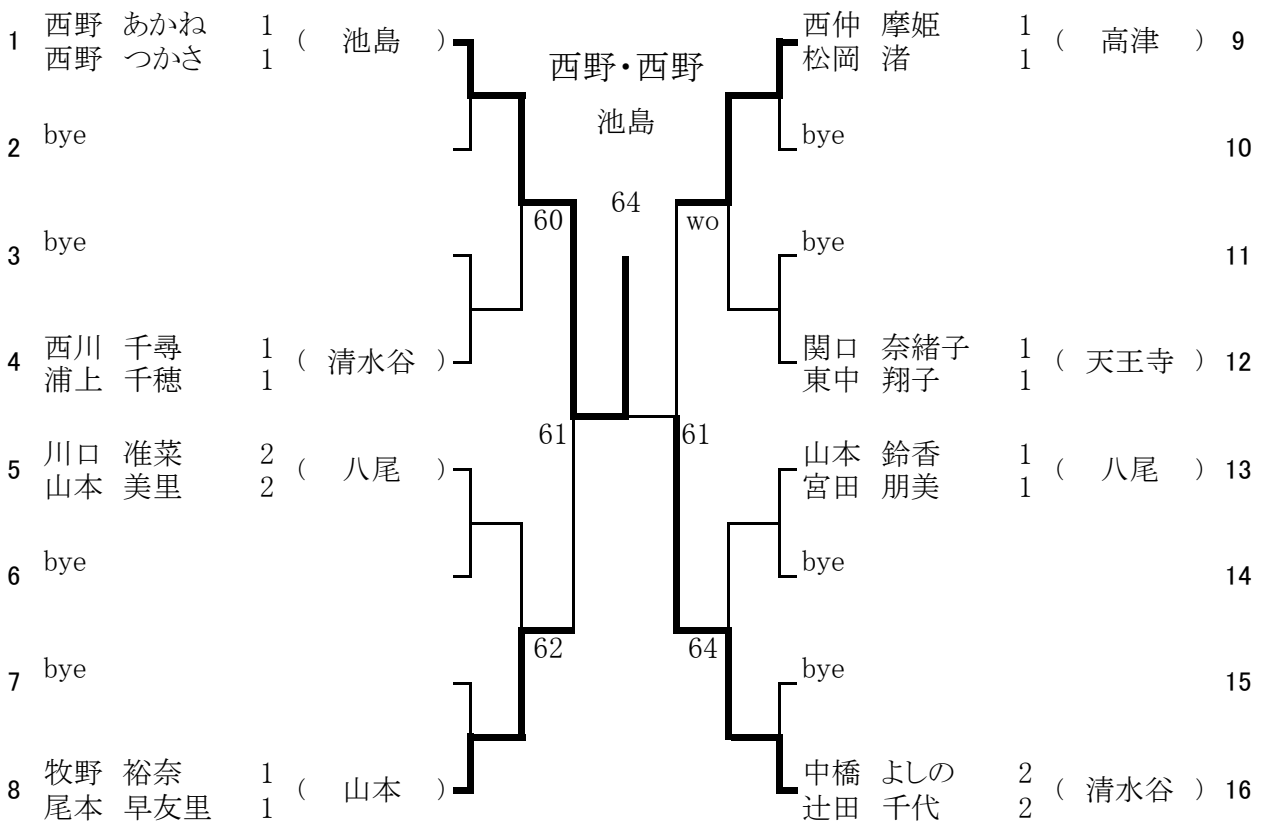 1 西野 あかね 1 ( 池島 )
西野 つかさ 1
2 bye
3 bye
4 西川 千尋 1 ( 清水谷 )
浦上 千穂 1
5 川口 准菜 2 ( 八尾 )
山本 美里 2
6 bye
7 bye
8 牧野 裕奈 1 ( 山本 )
尾本 早友里 1
西野・西野
池島
64
60
wo
61
61
62
64
西仲 摩姫 1 ( 高津 ) 9
松岡 渚 1
bye 10
bye 11
関口 奈緒子 1 ( 天王寺 ) 12
東中 翔子 1
山本 鈴香 1 ( 八尾 ) 13
宮田 朋美 1
bye 14
bye 15
中橋 よしの 2 ( 清水谷 ) 16
辻田 千代 2